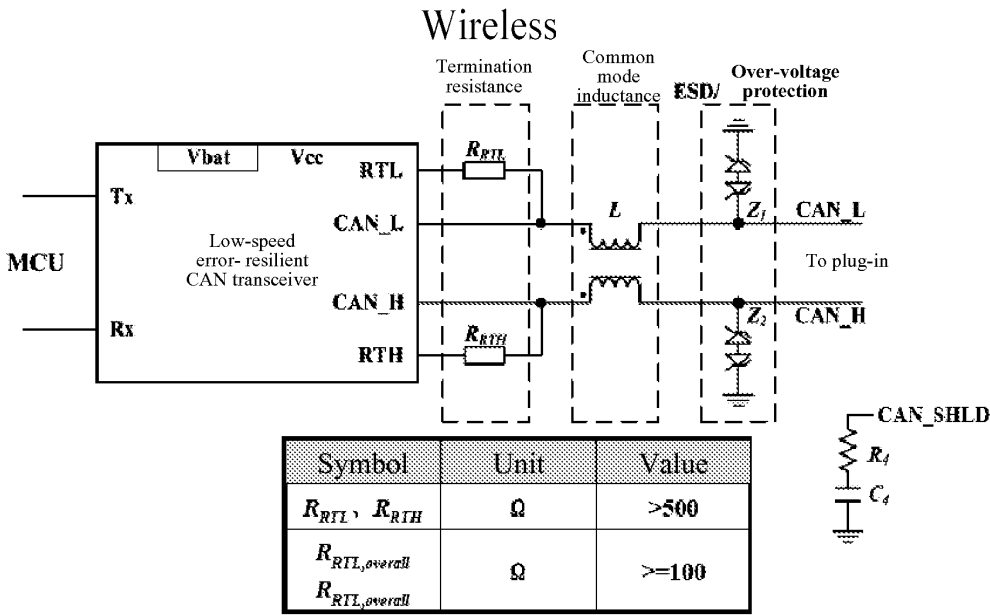 Wireless
Termination
resistance
Common
mode
inductance
ESD/
Over-voltage
protection
Vbat
Vcc
RTL
R_RTL
Tx
CAN_L
L
Z1
CAN_L
MCU
Low-speed
error- resilient
CAN transceiver
To plug-in
CAN_H
Z2
CAN_H
Rx
RTH
R_RTH
CAN_SHLD
R4
C4
Symbol Unit Value
R_RTL、R_RTH Ω >500
R_RTL,overall
R_RTL,overall
Ω >=100